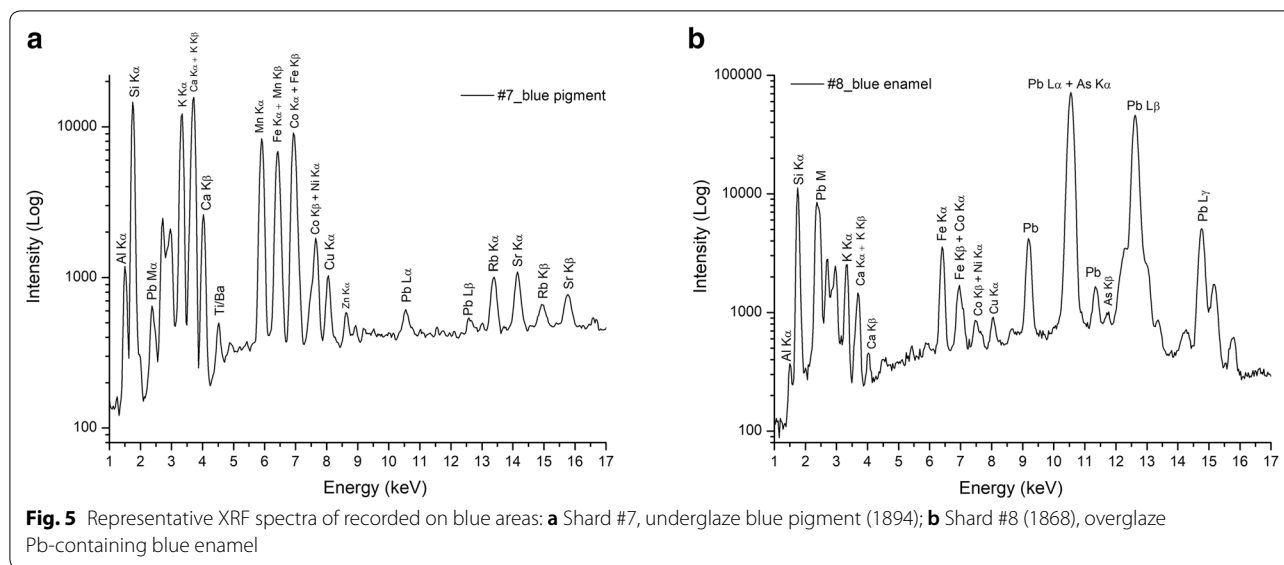 a
#7_blue pigment
Intensity (Log)
10000
1000
100
Al Kα
Si Kα
Pb Mα
K Kα
Ca Kα + K Kβ
Ca Kβ
Ti/Ba
Mn Kα
Fe Kα + Mn Kβ
Co Kα + Fe Kβ
Co Kβ + Ni Kα
Cu Kα
Zn Kα
Pb Lα
Pb Lβ
Rb Kα
Sr Kα
Rb Kβ
Sr Kβ
1 2 3 4 5 6 7 8 9 10 11 12 13 14 15 16 17
Energy (keV)
b
#8_blue enamel
Intensity (Log)
100000
10000
1000
100
Al Kα
Si Kα
Pb M
K Kα
Ca Kα + K Kβ
Ca Kβ
Fe Kα
Fe Kβ + Co Kα
Co Kβ + Ni Kα
Cu Kα
Pb
Pb Lα + As Kα
Pb
As Kβ
Pb Lβ
Pb Lγ
1 2 3 4 5 6 7 8 9 10 11 12 13 14 15 16 17
Energy (keV)
Fig. 5 Representative XRF spectra of recorded on blue areas: a Shard #7, underglaze blue pigment (1894); b Shard #8 (1868), overglaze
Pb-containing blue enamel